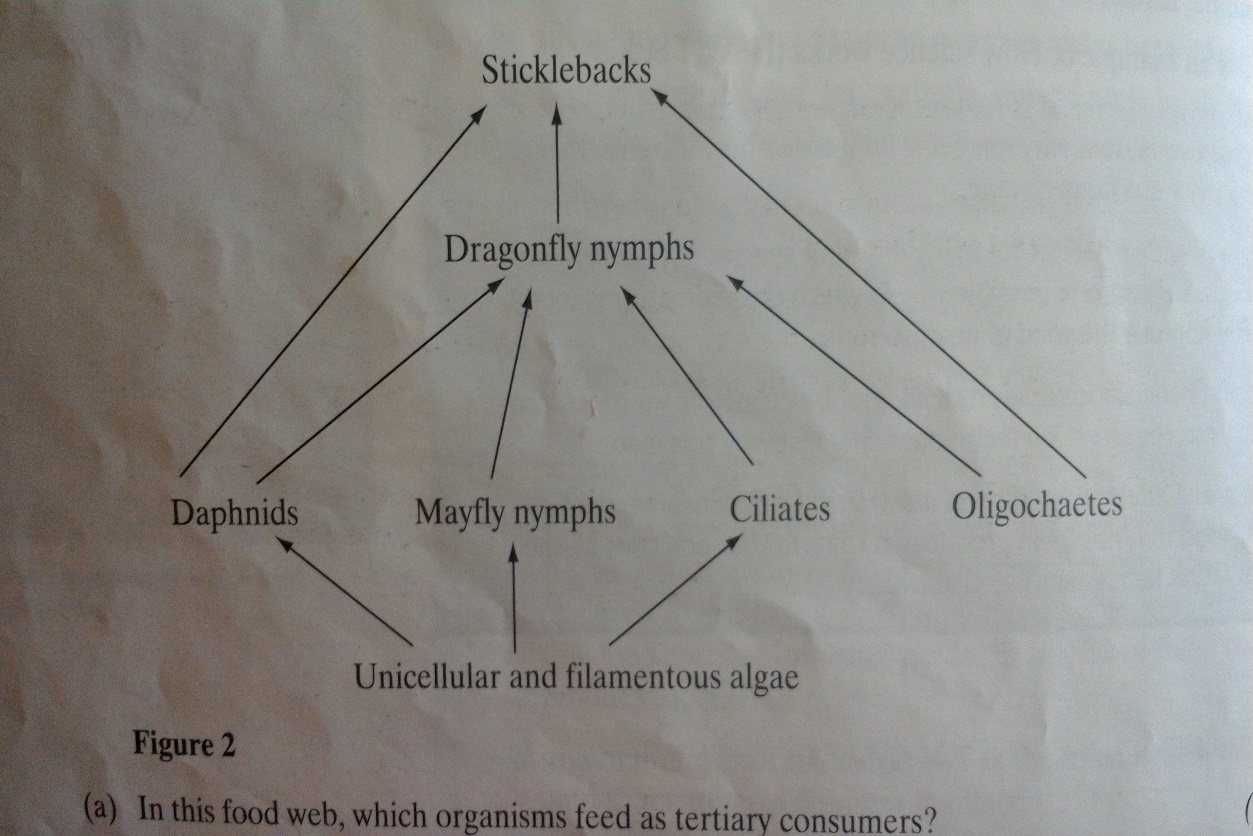 Sticklebacks
Dragonfly nymphs
Daphnids Mayfly nymphs Ciliates Oligochaetes
Unicellular and filamentous algae
Figure 2
(a) In this food web, which organisms feed as tertiary consumers?